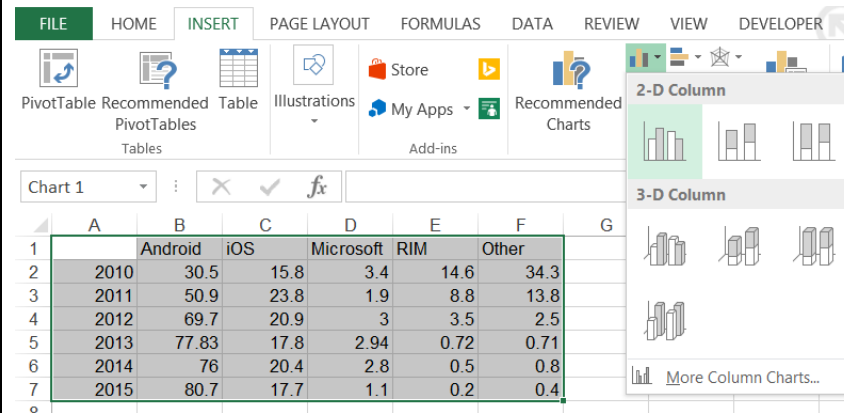 FILE HOME INSERT PAGE LAYOUT FORMULAS DATA REVIEW VIEW DEVELOPER
PivotTable Recommended PivotTables Table
Illustrations
Store
My Apps
Recommended Charts
Tables
Add-ins
2-D Column
3-D Column
More Column Charts...
Chart 1
fx
A B C D E F G
1 Android iOS Microsoft RIM Other
2 2010 30.5 15.8 3.4 14.6 34.3
3 2011 50.9 23.8 1.9 8.8 13.8
4 2012 69.7 20.9 3 3.5 2.5
5 2013 77.83 17.8 2.94 0.72 0.71
6 2014 76 20.4 2.8 0.5 0.8
7 2015 80.7 17.7 1.1 0.2 0.4